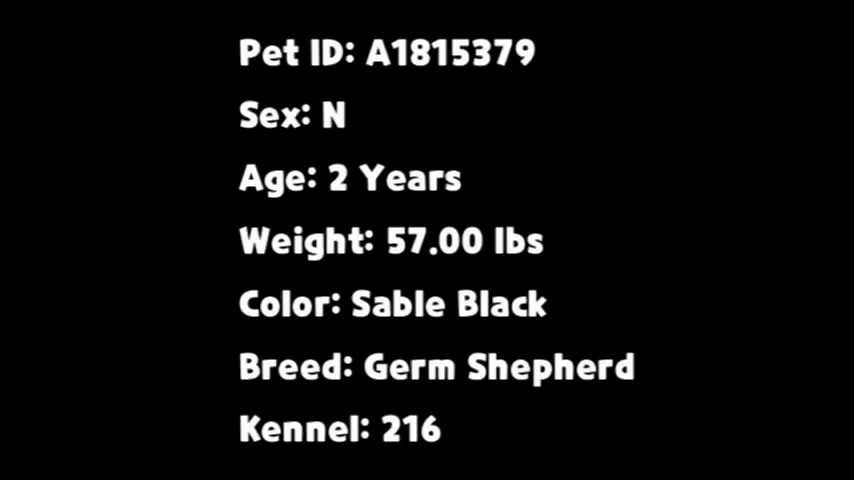 Pet ID: A1815379
Sex: N
Age: 2 Years
Weight: 57.00 lbs
Color: Sable Black
Breed: Germ Shepherd
Kennel: 216